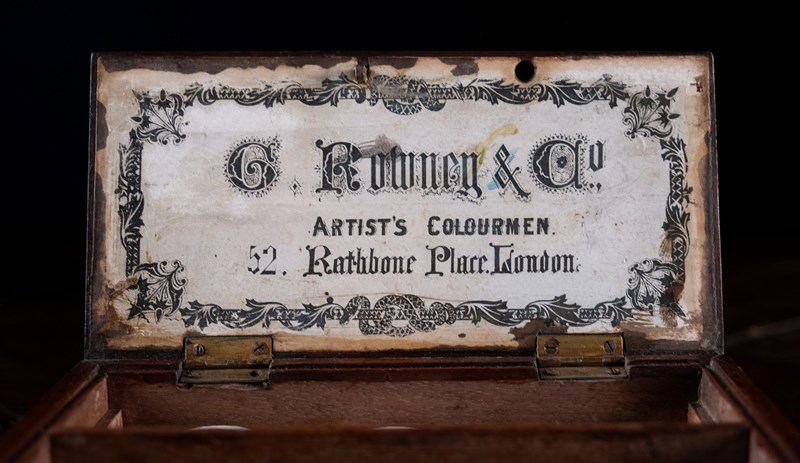 G. Rowney & Co.
ARTIST'S COLOURMEN.
52. Rathbone Place. London.